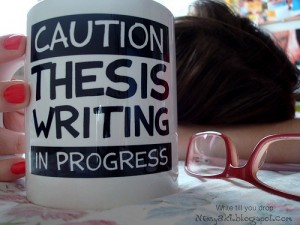 CAUTION
THESIS
WRITING
IN PROGRESS
Write till you drop